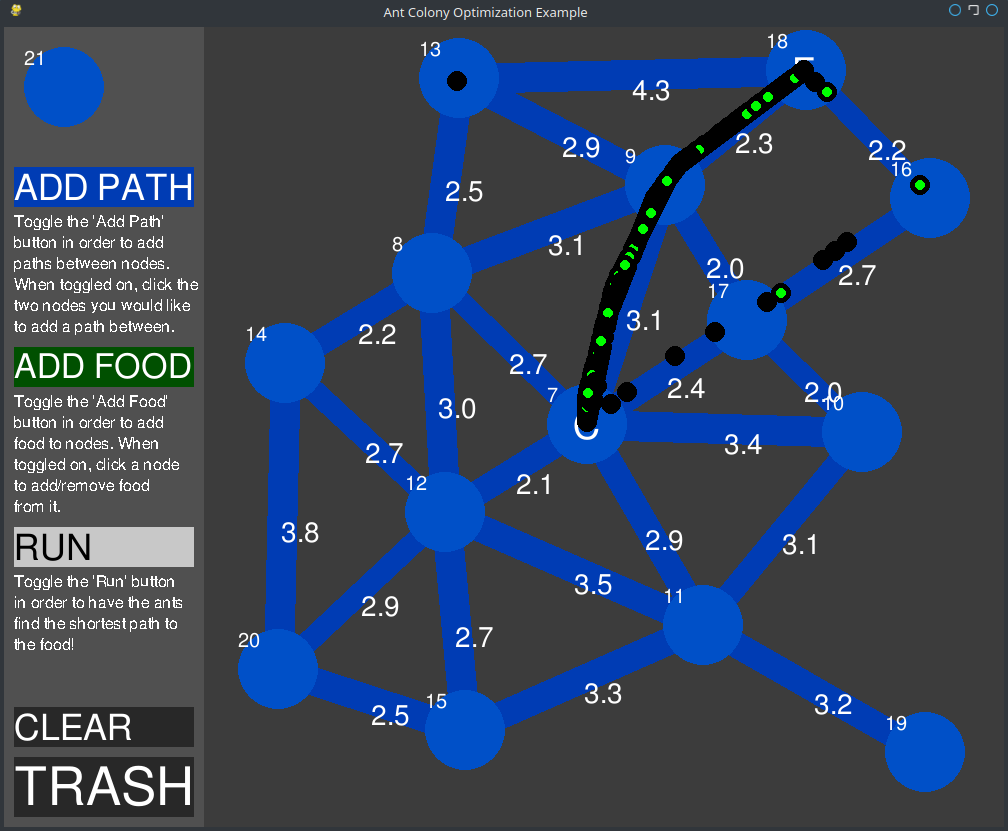 Ant Colony Optimization Example
21
ADD PATH
Toggle the 'Add Path'
button in order to add
paths between nodes.
When toggled on, click the
two nodes you would like
to add a path between.
ADD FOOD
Toggle the 'Add Food'
button in order to add
food to nodes. When
toggled on, click a node
to add/remove food
from it.
RUN
Toggle the 'Run' button
in order to have the ants
find the shortest path to
the food!
CLEAR
TRASH
13
18
4.3
2.9
9
2.3
2.2
16
2.5
8
3.1
2.0
17
2.7
14
2.2
3.1
2.7
7
2.4
2.0
10
C
3.0
3.4
2.7
12
2.1
3.8
2.9
3.1
3.5
11
2.9
20
2.7
15
3.3
2.5
3.2
19